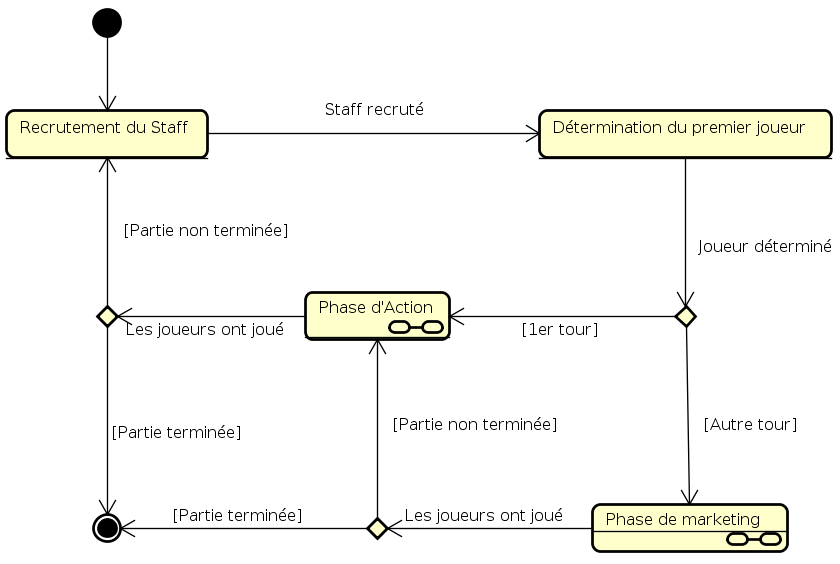 Staff recruté
Recrutement du Staff
Détermination du premier joueur
[Partie non terminée]
Joueur déterminé
Phase d'Action
Les joueurs ont joué
[1er tour]
[Partie terminée]
[Partie non terminée]
[Autre tour]
[Partie terminée]
Les joueurs ont joué
Phase de marketing